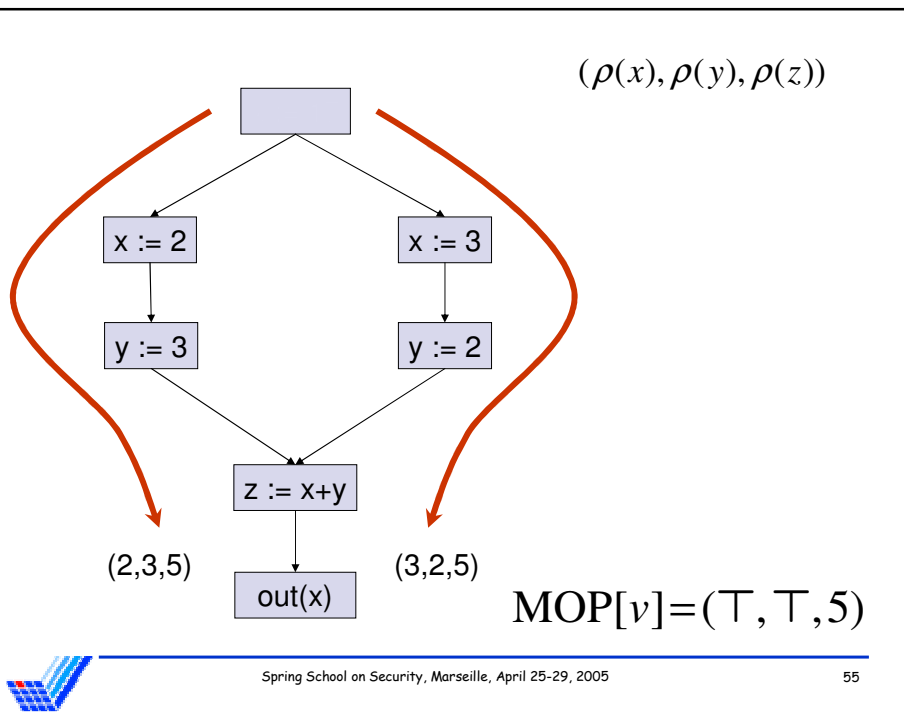 (ρ(x), ρ(y), ρ(z))
x := 2
x := 3
y := 3
y := 2
z := x+y
(2,3,5)
(3,2,5)
out(x)
MOP[v]=(⊤,⊤,5)
Spring School on Security, Marseille, April 25-29, 2005
55